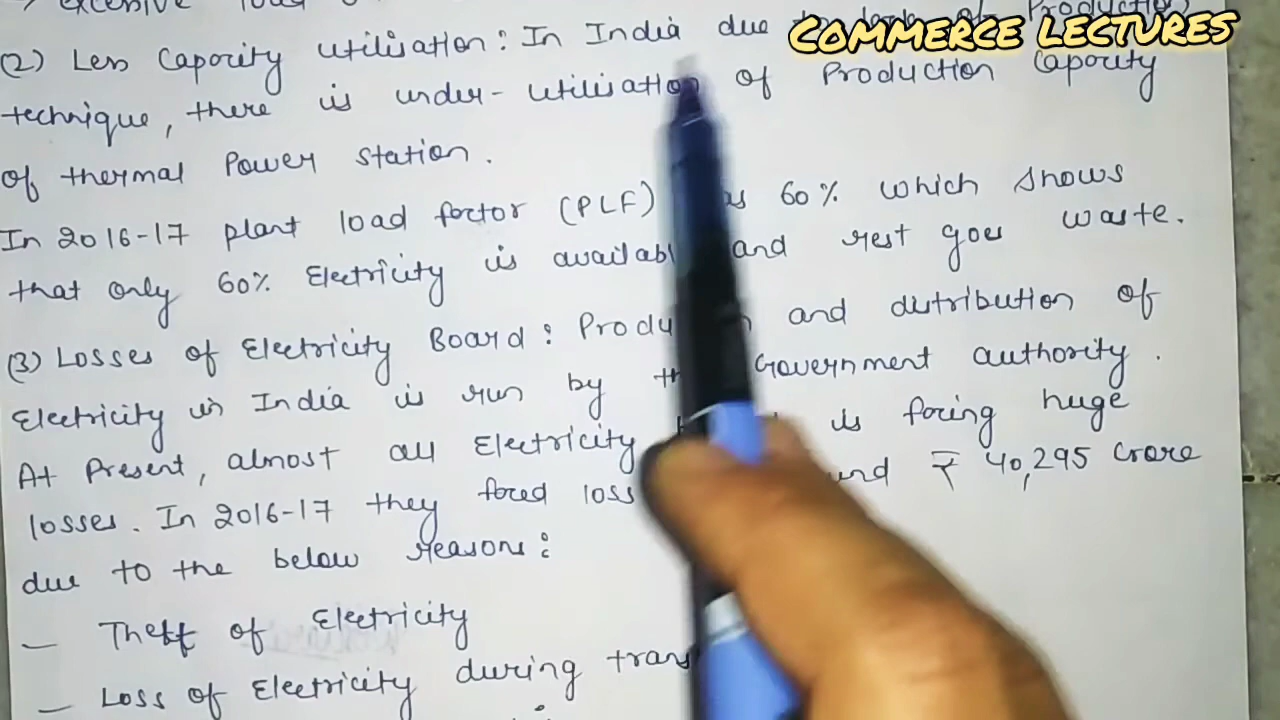 excessive load
COMMERCE LECTURES
(2) Less Capacity utilisation : In India due of Production
technique, there is under-utilisation of Production Capacity
of thermal Power Station.
In 2016-17 plant load factor (PLF) 60% which shows
that only 60% Electricity is and rest goes waste.
(3) Losses of Electricity Board : and distribution of
Electricity in India is run by Government authority.
At Present, almost all Electricity is facing huge
losses. In 2016-17 they faced ₹ 40,295 crore
due to the below reasons :
— Theft of Electricity
— Loss of Electricity during